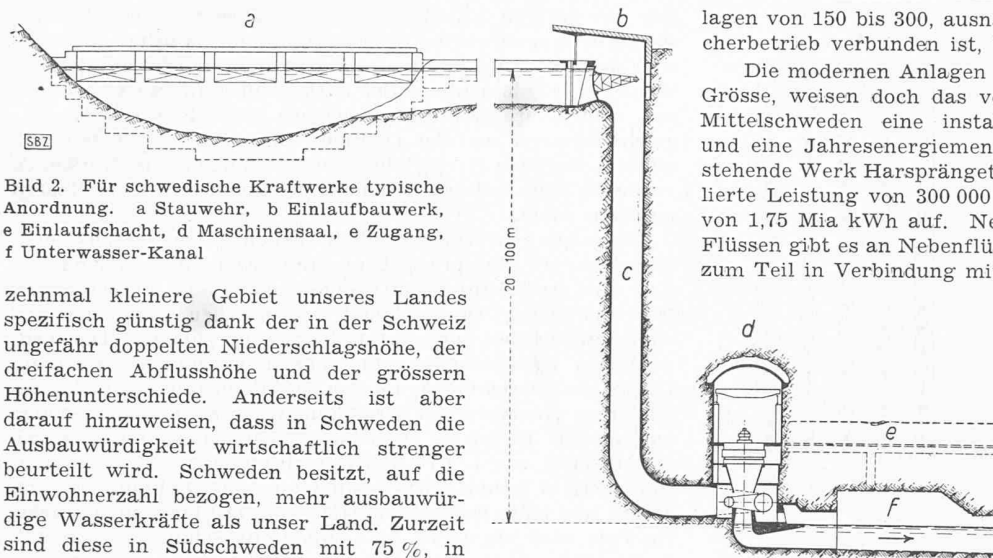 a
b
SBZ
20 - 100 m
c
d
e
f
Bild 2. Für schwedische Kraftwerke typische
Anordnung. a Stauwehr, b Einlaufbauwerk,
e Einlaufschacht, d Maschinensaal, e Zugang,
f Unterwasser-Kanal
zehnmal kleinere Gebiet unseres Landes
spezifisch günstig dank der in der Schweiz
ungefähr doppelten Niederschlagshöhe, der
dreifachen Abflusshöhe und der grössern
Höhenunterschiede. Anderseits ist aber
darauf hinzuweisen, dass in Schweden die
Ausbauwürdigkeit wirtschaftlich strenger
beurteilt wird. Schweden besitzt, auf die
Einwohnerzahl bezogen, mehr ausbauwür-
dige Wasserkräfte als unser Land. Zurzeit
sind diese in Südschweden mit 75 %, in
lagen von 150 bis 300, ausna
cherbetrieb verbunden ist,
Die modernen Anlagen
Grösse, weisen doch das v
Mittelschweden eine insta
und eine Jahresenergiemen
stehende Werk Harsprånget
lierte Leistung von 300 000
von 1,75 Mia kWh auf. Ne
Flüssen gibt es an Nebenflü
zum Teil in Verbindung mi